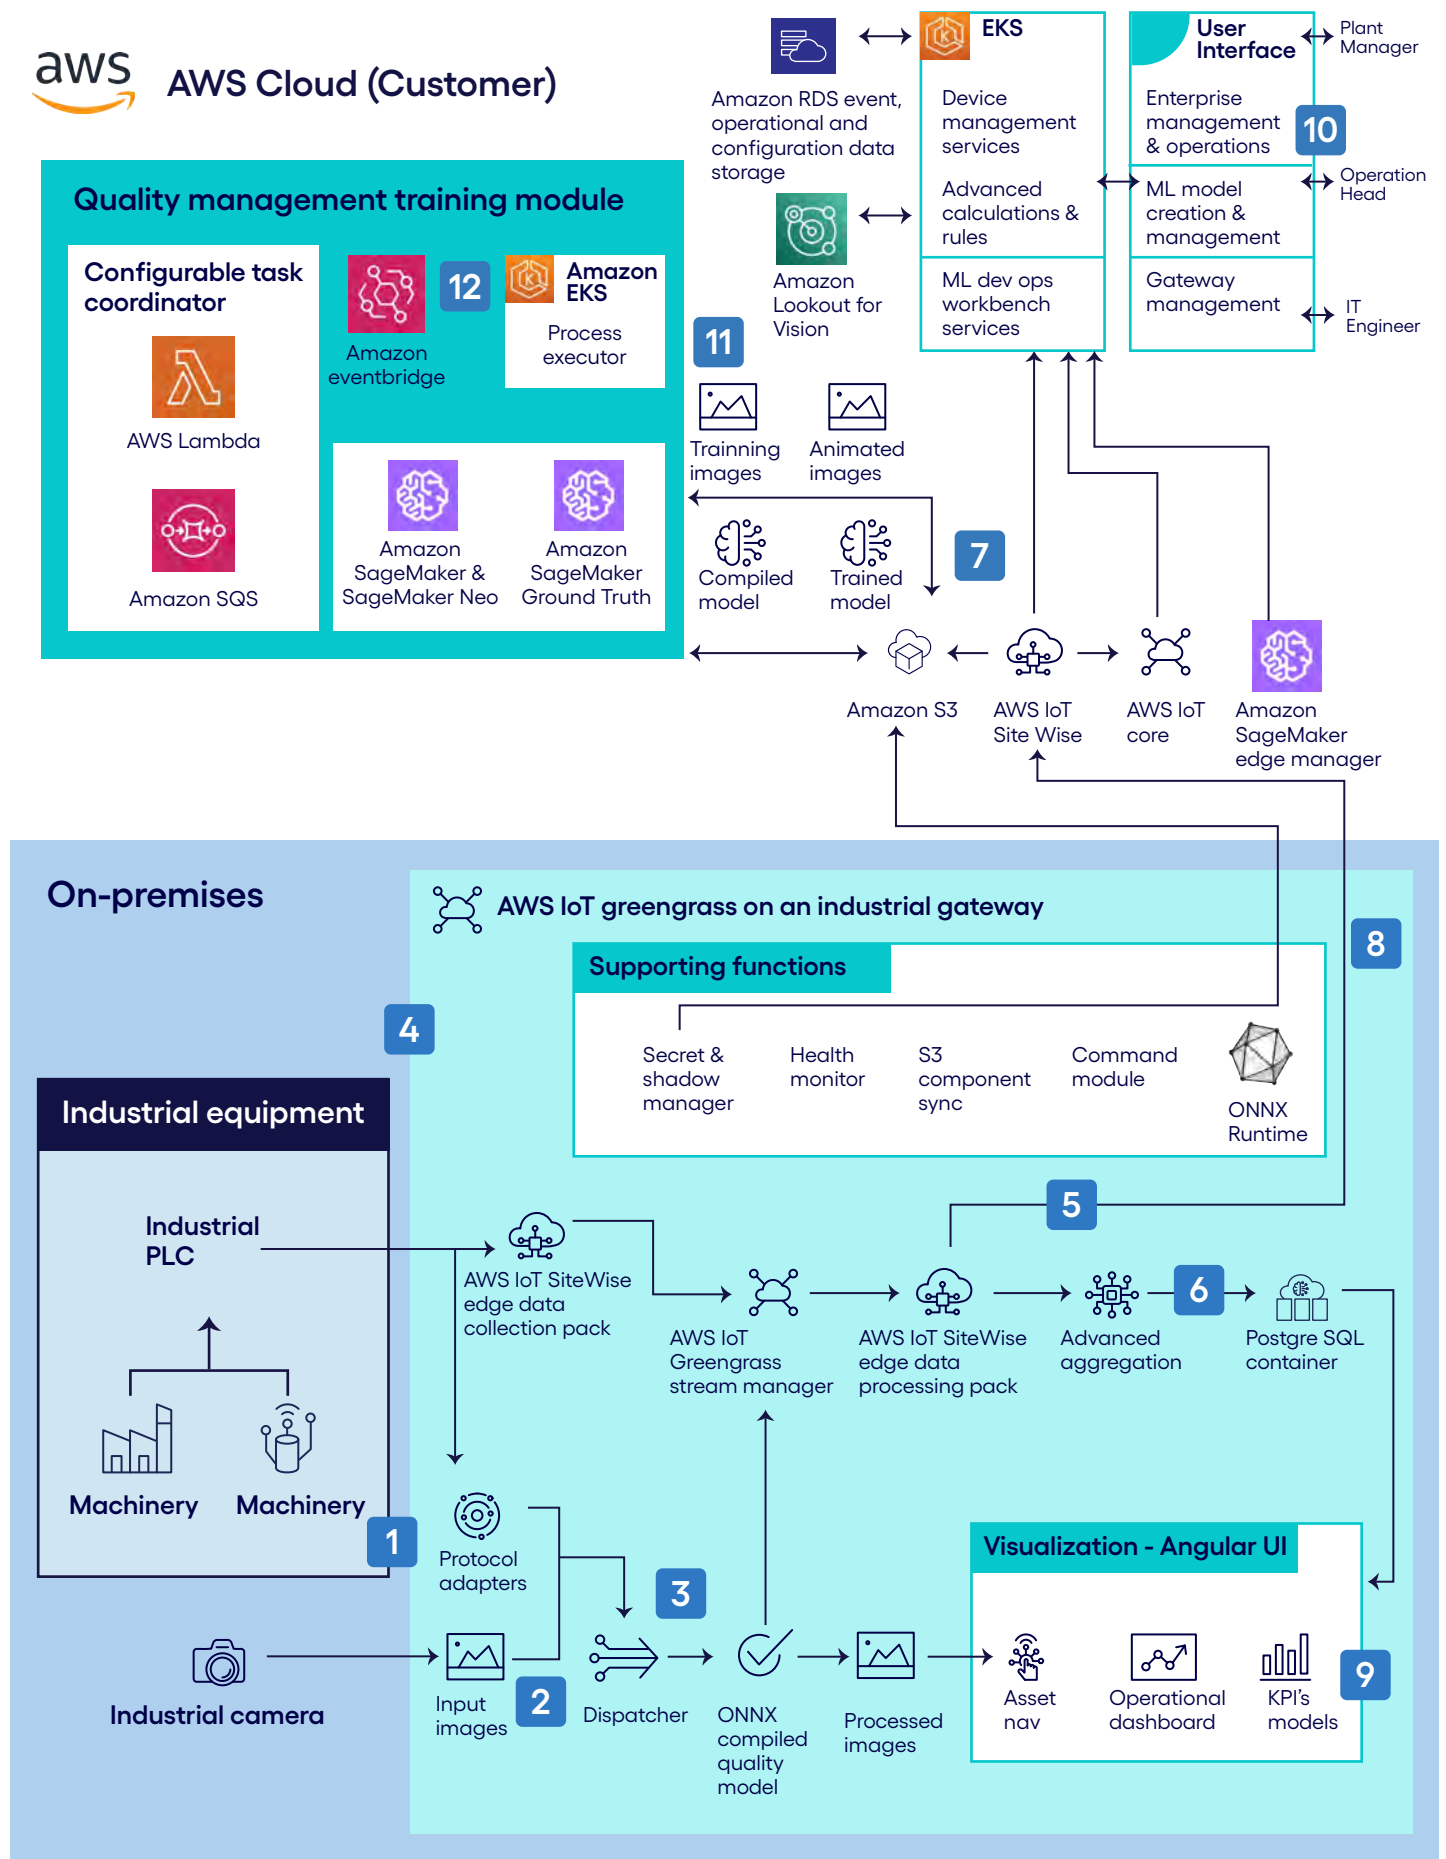 aws
AWS Cloud (Customer)
Amazon RDS event,
operational and
configuration data
storage
Amazon
Lookout for
Vision
EKS
Device
management
services
Advanced
calculations &
rules
ML dev ops
workbench
services
User
Interface
Enterprise
management
& operations
10
ML model
creation &
management
Gateway
management
Plant
Manager
Operation
Head
IT
Engineer
Quality management training module
Configurable task
coordinator
AWS Lambda
Amazon SQS
Amazon
eventbridge
12
Amazon
EKS
Process
executor
Amazon
SageMaker &
SageMaker Neo
Amazon
SageMaker
Ground Truth
11
Trainning
images
Animated
images
Compiled
model
Trained
model
7
Amazon S3
AWS IoT
Site Wise
AWS IoT
core
Amazon
SageMaker
edge manager
On-premises
AWS IoT greengrass on an industrial gateway
8
Supporting functions
Secret &
shadow
manager
Health
monitor
S3
component
sync
Command
module
ONNX
Runtime
4
Industrial equipment
Industrial
PLC
Machinery
Machinery
1
5
AWS IoT SiteWise
edge data
collection pack
AWS IoT
Greengrass
stream manager
AWS IoT SiteWise
edge data
processing pack
Advanced
aggregation
6
Postgre SQL
container
Protocol
adapters
3
Industrial camera
Input
images
2
Dispatcher
ONNX
compiled
quality
model
Processed
images
Visualization - Angular UI
Asset
nav
Operational
dashboard
KPI's
models
9